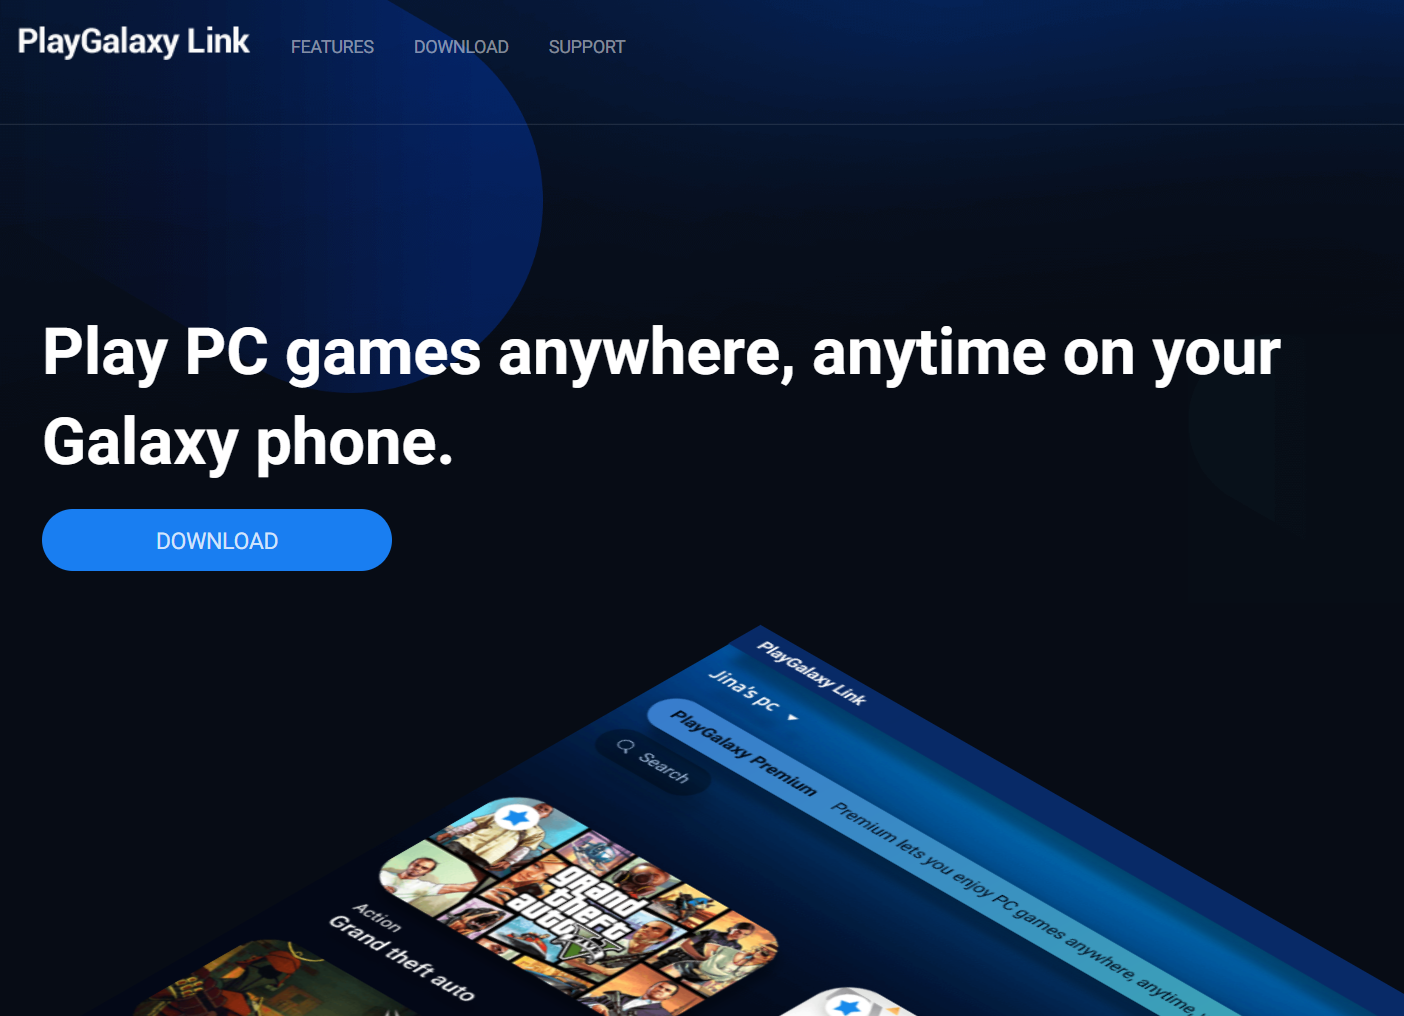 PlayGalaxy Link
FEATURES
DOWNLOAD
SUPPORT
Play PC games anywhere, anytime on your
Galaxy phone.
DOWNLOAD
PlayGalaxy Link
Jina's pc
PlayGalaxy Premium
Premium lets you enjoy PC games anywhere, anytime,
Search
grand
theft
auto
V
Action
Grand theft auto